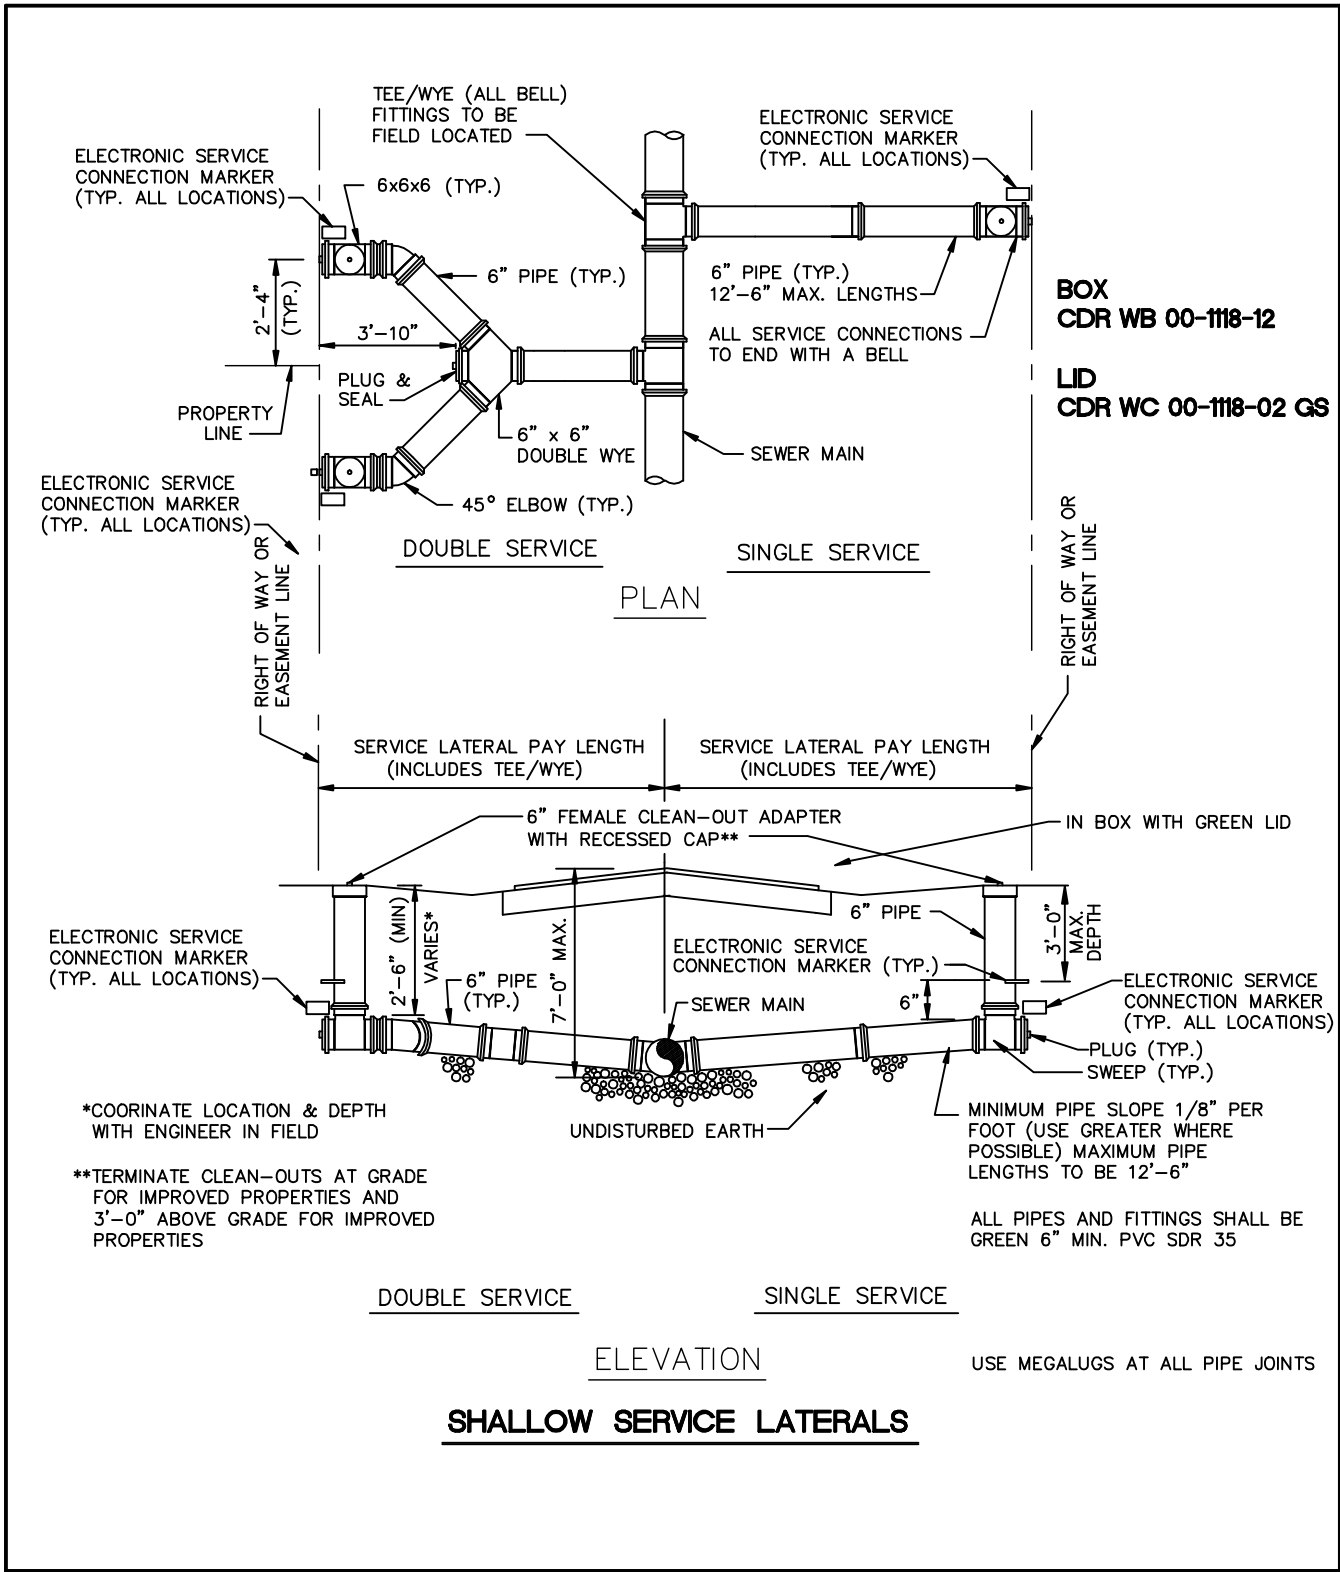 TEE/WYE (ALL BELL)
FITTINGS TO BE
FIELD LOCATED
ELECTRONIC SERVICE
CONNECTION MARKER
(TYP. ALL LOCATIONS)
ELECTRONIC SERVICE
CONNECTION MARKER
(TYP. ALL LOCATIONS)
6x6x6 (TYP.)
6" PIPE (TYP.)
6" PIPE (TYP.)
12'-6" MAX. LENGTHS
BOX
CDR WB 00-1118-12
2'-4"
(TYP.)
3'-10"
ALL SERVICE CONNECTIONS
TO END WITH A BELL
LID
CDR WC 00-1118-02 GS
PLUG &
SEAL
PROPERTY
LINE
6" x 6"
DOUBLE WYE
SEWER MAIN
ELECTRONIC SERVICE
CONNECTION MARKER
(TYP. ALL LOCATIONS)
45° ELBOW (TYP.)
DOUBLE SERVICE
SINGLE SERVICE
PLAN
RIGHT OF WAY OR
EASEMENT LINE
RIGHT OF WAY OR
EASEMENT LINE
SERVICE LATERAL PAY LENGTH
(INCLUDES TEE/WYE)
SERVICE LATERAL PAY LENGTH
(INCLUDES TEE/WYE)
6" FEMALE CLEAN-OUT ADAPTER
WITH RECESSED CAP**
IN BOX WITH GREEN LID
2'-6" (MIN)
VARIES*
7'-0" MAX.
6" PIPE
3'-0"
MAX.
DEPTH
ELECTRONIC SERVICE
CONNECTION MARKER
(TYP. ALL LOCATIONS)
6" PIPE
(TYP.)
ELECTRONIC SERVICE
CONNECTION MARKER (TYP.)
6"
SEWER MAIN
ELECTRONIC SERVICE
CONNECTION MARKER
(TYP. ALL LOCATIONS)
PLUG (TYP.)
SWEEP (TYP.)
*COORINATE LOCATION & DEPTH
WITH ENGINEER IN FIELD
UNDISTURBED EARTH
MINIMUM PIPE SLOPE 1/8" PER
FOOT (USE GREATER WHERE
POSSIBLE) MAXIMUM PIPE
LENGTHS TO BE 12'-6"
**TERMINATE CLEAN-OUTS AT GRADE
FOR IMPROVED PROPERTIES AND
3'-0" ABOVE GRADE FOR IMPROVED
PROPERTIES
ALL PIPES AND FITTINGS SHALL BE
GREEN 6" MIN. PVC SDR 35
DOUBLE SERVICE
SINGLE SERVICE
ELEVATION
USE MEGALUGS AT ALL PIPE JOINTS
SHALLOW SERVICE LATERALS